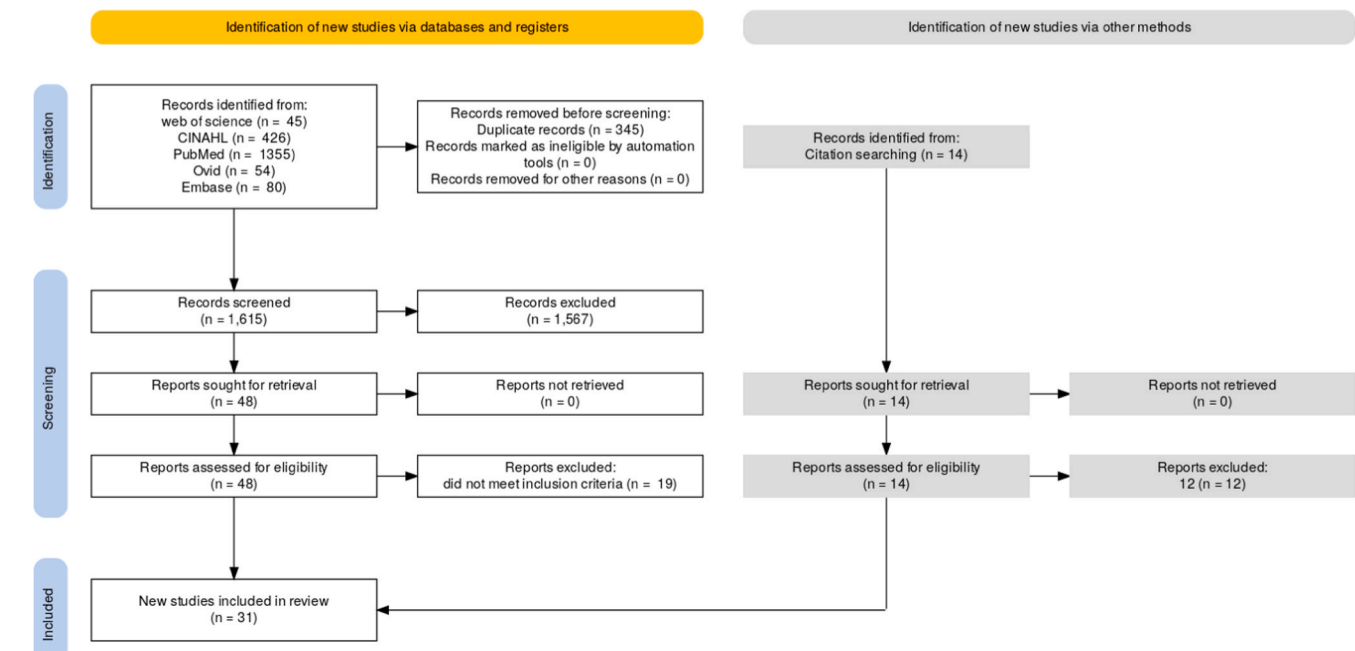 Identification of new studies via databases and registers
Identification of new studies via other methods
Identification
Records identified from:
web of science (n = 45)
CINAHL (n = 426)
PubMed (n = 1355)
Ovid (n = 54)
Embase (n = 80)
Records removed before screening:
Duplicate records (n = 345)
Records marked as ineligible by automation
tools (n = 0)
Records removed for other reasons (n = 0)
Records identified from:
Citation searching (n = 14)
Screening
Records screened
(n = 1,615)
Records excluded
(n = 1,567)
Reports sought for retrieval
(n = 48)
Reports not retrieved
(n = 0)
Reports sought for retrieval
(n = 14)
Reports not retrieved
(n = 0)
Reports assessed for eligibility
(n = 48)
Reports excluded:
did not meet inclusion criteria (n = 19)
Reports assessed for eligibility
(n = 14)
Reports excluded:
12 (n = 12)
Included
New studies included in review
(n = 31)